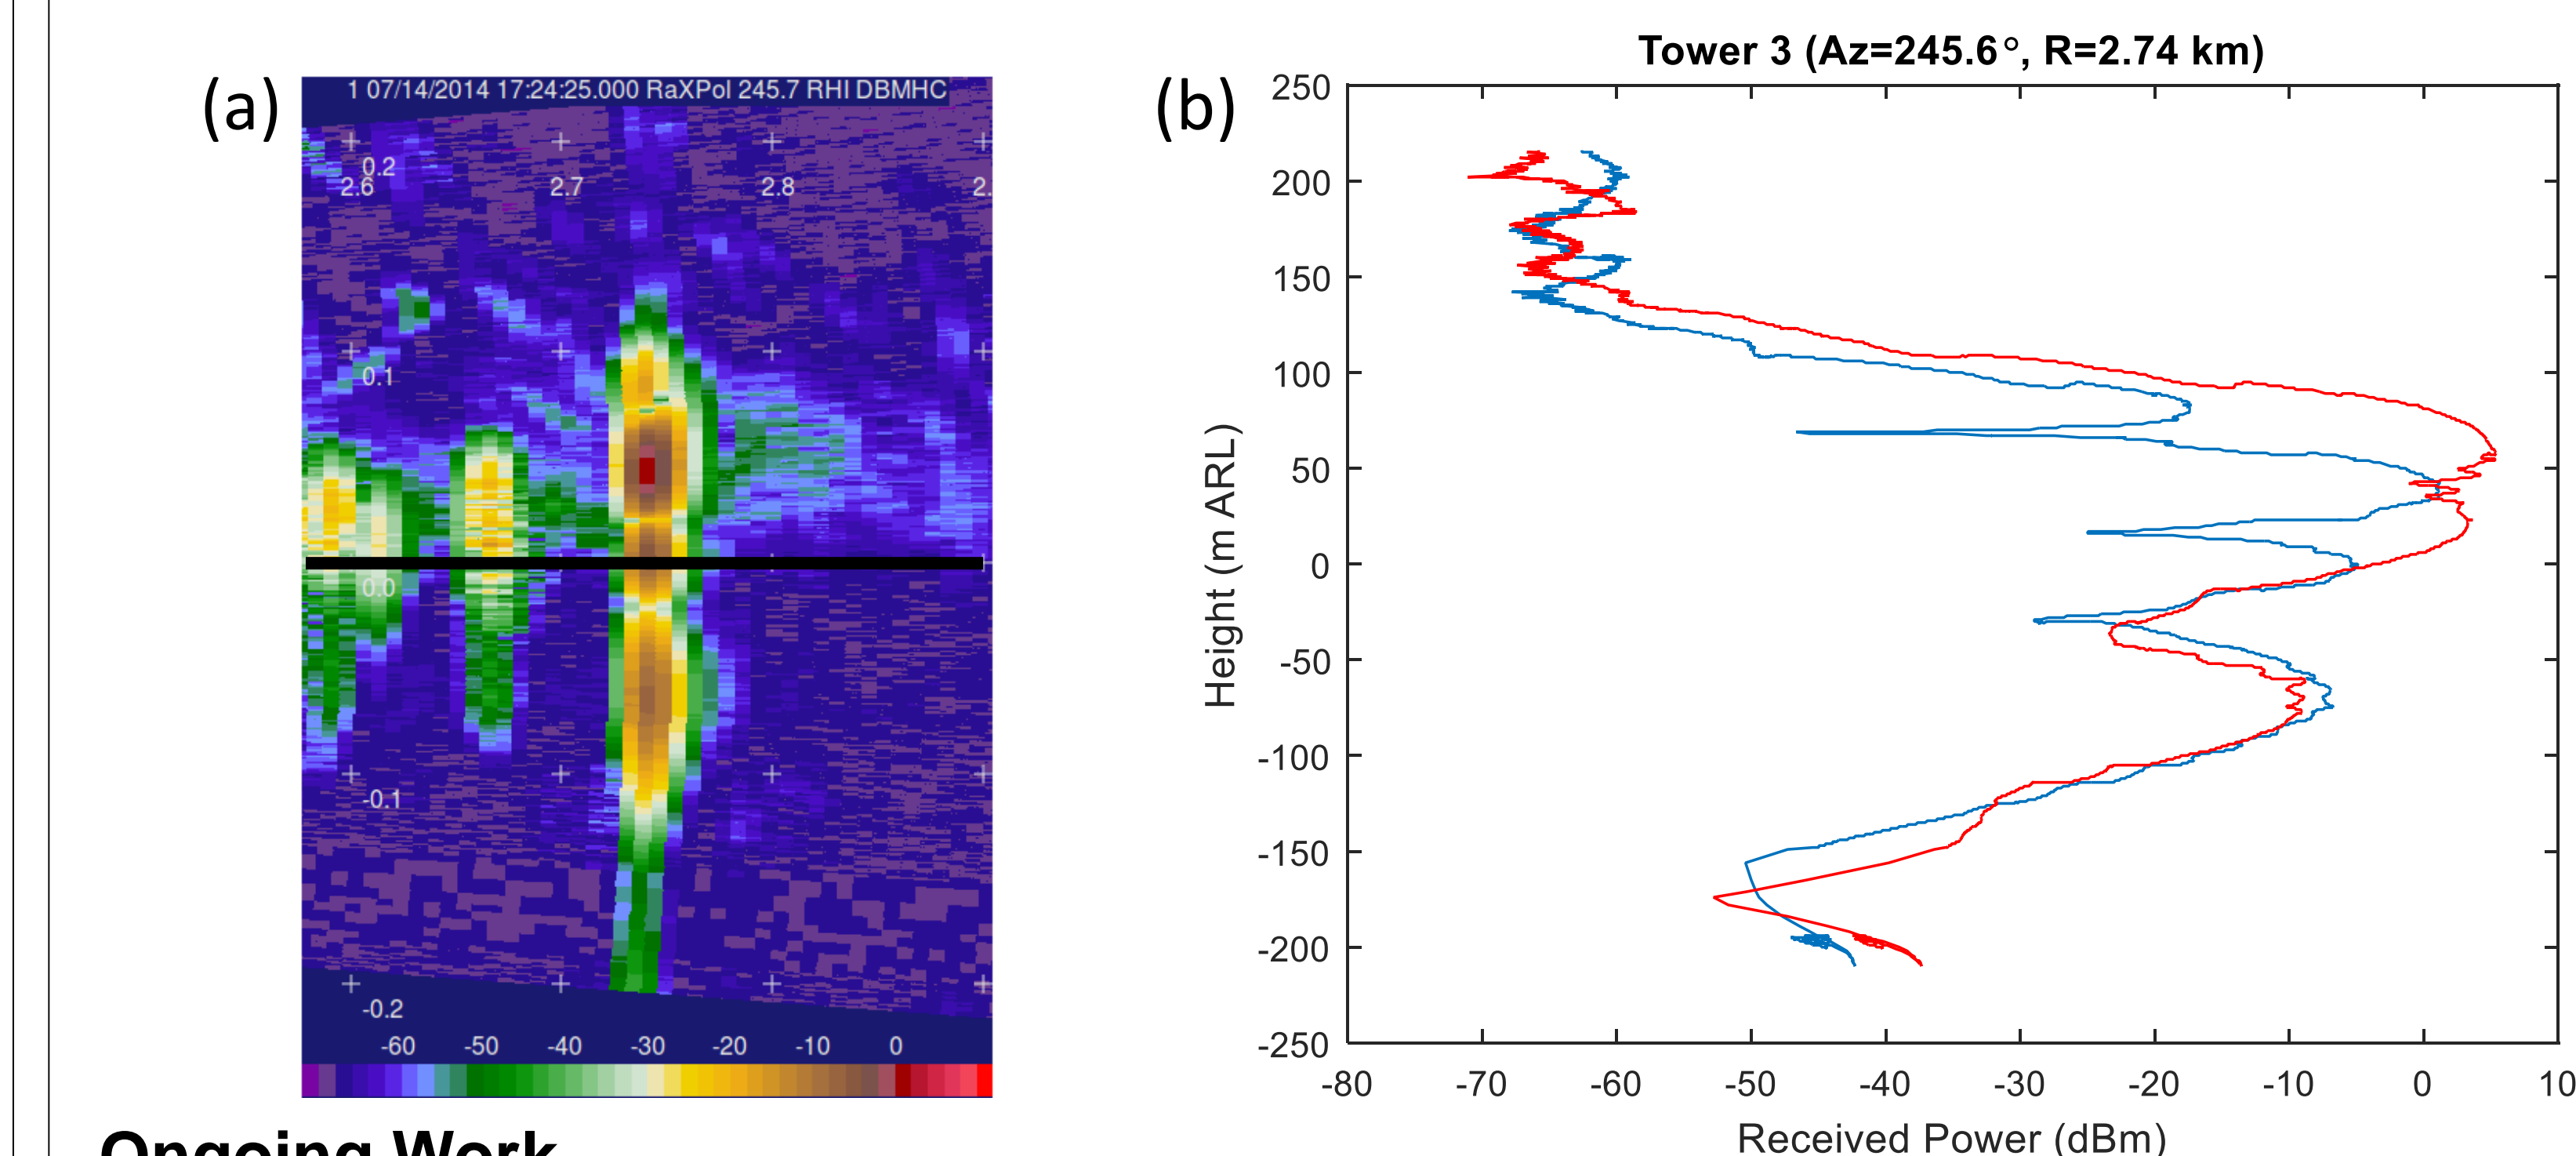 (a)
1 07/14/2014 17:24:25.000 RaXPol 245.7 RHI DBMHC
0.2
2.6 2.7 2.8 2.
0.1
0.0
-0.1
-0.2
-60 -50 -40 -30 -20 -10 0
(b)
Tower 3 (Az=245.6°, R=2.74 km)
Height (m ARL)
250
200
150
100
50
0
-50
-100
-150
-200
-250
-80 -70 -60 -50 -40 -30 -20 -10 0 10
Received Power (dBm)
Ongoing Work